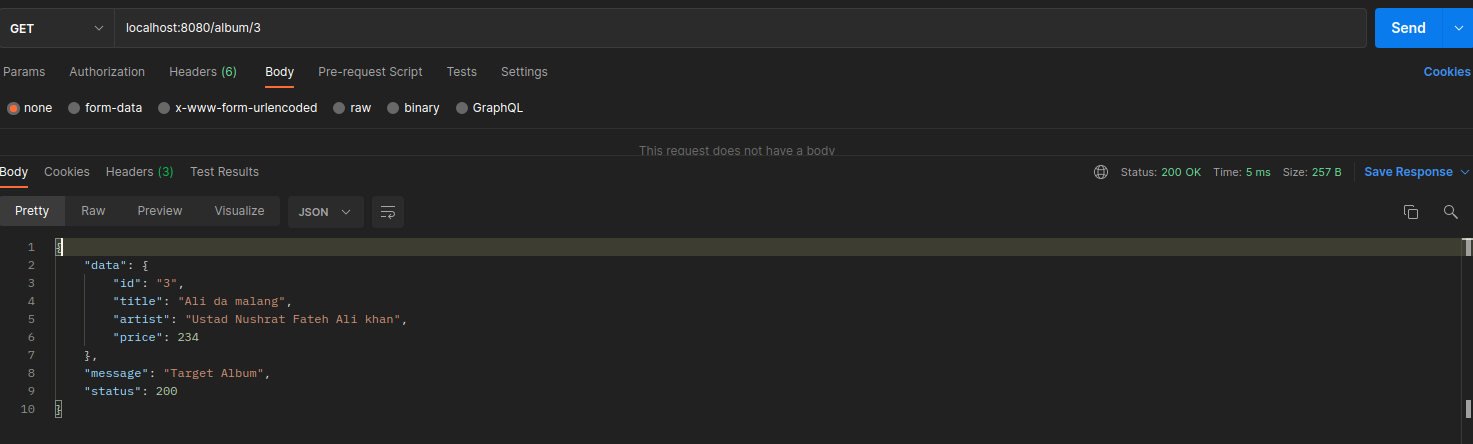 GET localhost:8080/album/3 Send
Params Authorization Headers (6) Body Pre-request Script Tests Settings Cookies
none form-data x-www-form-urlencoded raw binary GraphQL
This request does not have a body
Body Cookies Headers (3) Test Results Status: 200 OK Time: 5 ms Size: 257 B Save Response
Pretty Raw Preview Visualize JSON
1 {
2 "data": {
3 "id": "3",
4 "title": "Ali da malang",
5 "artist": "Ustad Nushrat Fateh Ali khan",
6 "price": 234
7 },
8 "message": "Target Album",
9 "status": 200
10 }